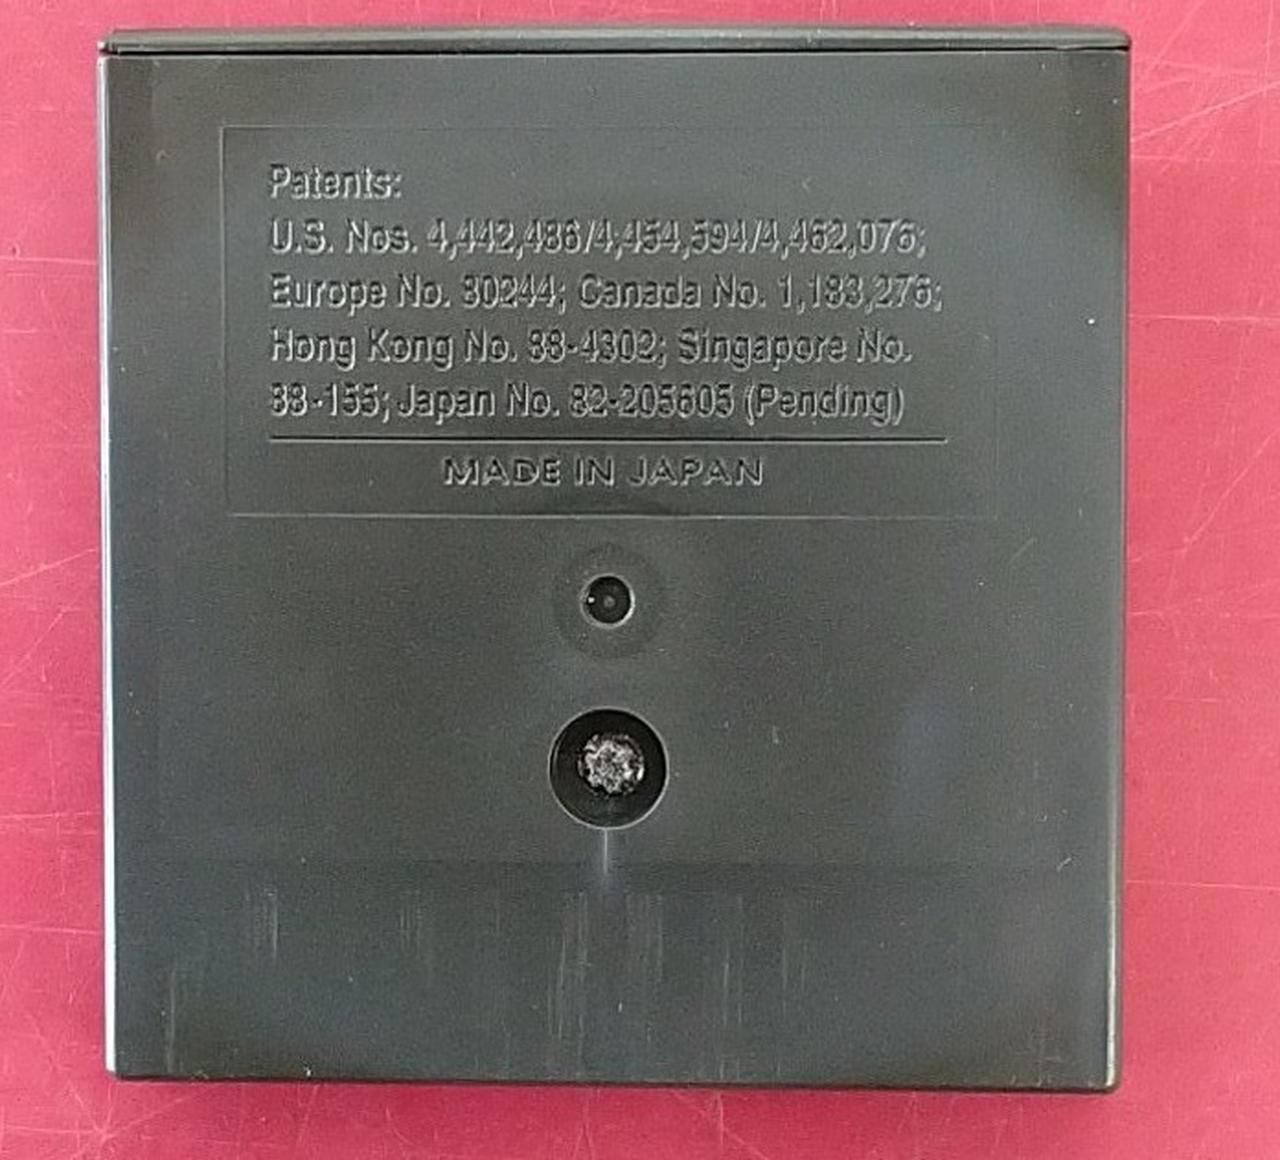 Patents:
U.S. Nos. 4,442,486/4,454,594/4,462,076;
Europe No. 80244; Canada No. 1,183,276;
Hong Kong No. 88-4302; Singapore No.
88-155; Japan No. 82-205605 (Pending)
MADE IN JAPAN